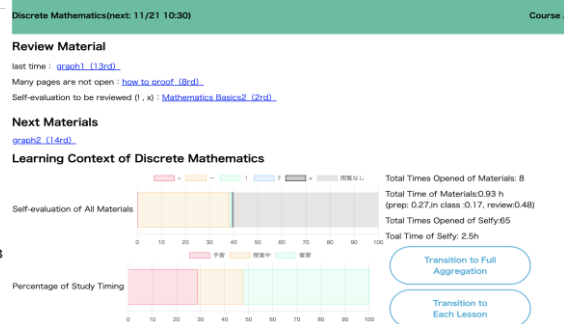 Discrete Mathematics(next: 11/21 10:30)
Course
Review Material
last time : graph1 (13rd)
Many pages are not open : how to proof (8rd)
Self-evaluation to be reviewed (! , x) : Mathematics Basics2 (2rd)
Next Materials
graph2 (14rd)
Learning Context of Discrete Mathematics
! ? 閲覧なし
Self-evaluation of All Materials
0 10 20 30 40 50 60 70 80 90 100
Total Times Opened of Materials: 8
Total Time of Materials:0.93 h
(prep: 0.27,in class :0.17, review:0.48)
Total Times Opened of Selfy:65
Toal Time of Selfy: 2.5h
予習 授業中 復習
Percentage of Study Timing
0 10 20 30 40 50 60 70 80 90 100
Transition to Full
Aggregation
Transition to
Each Lesson